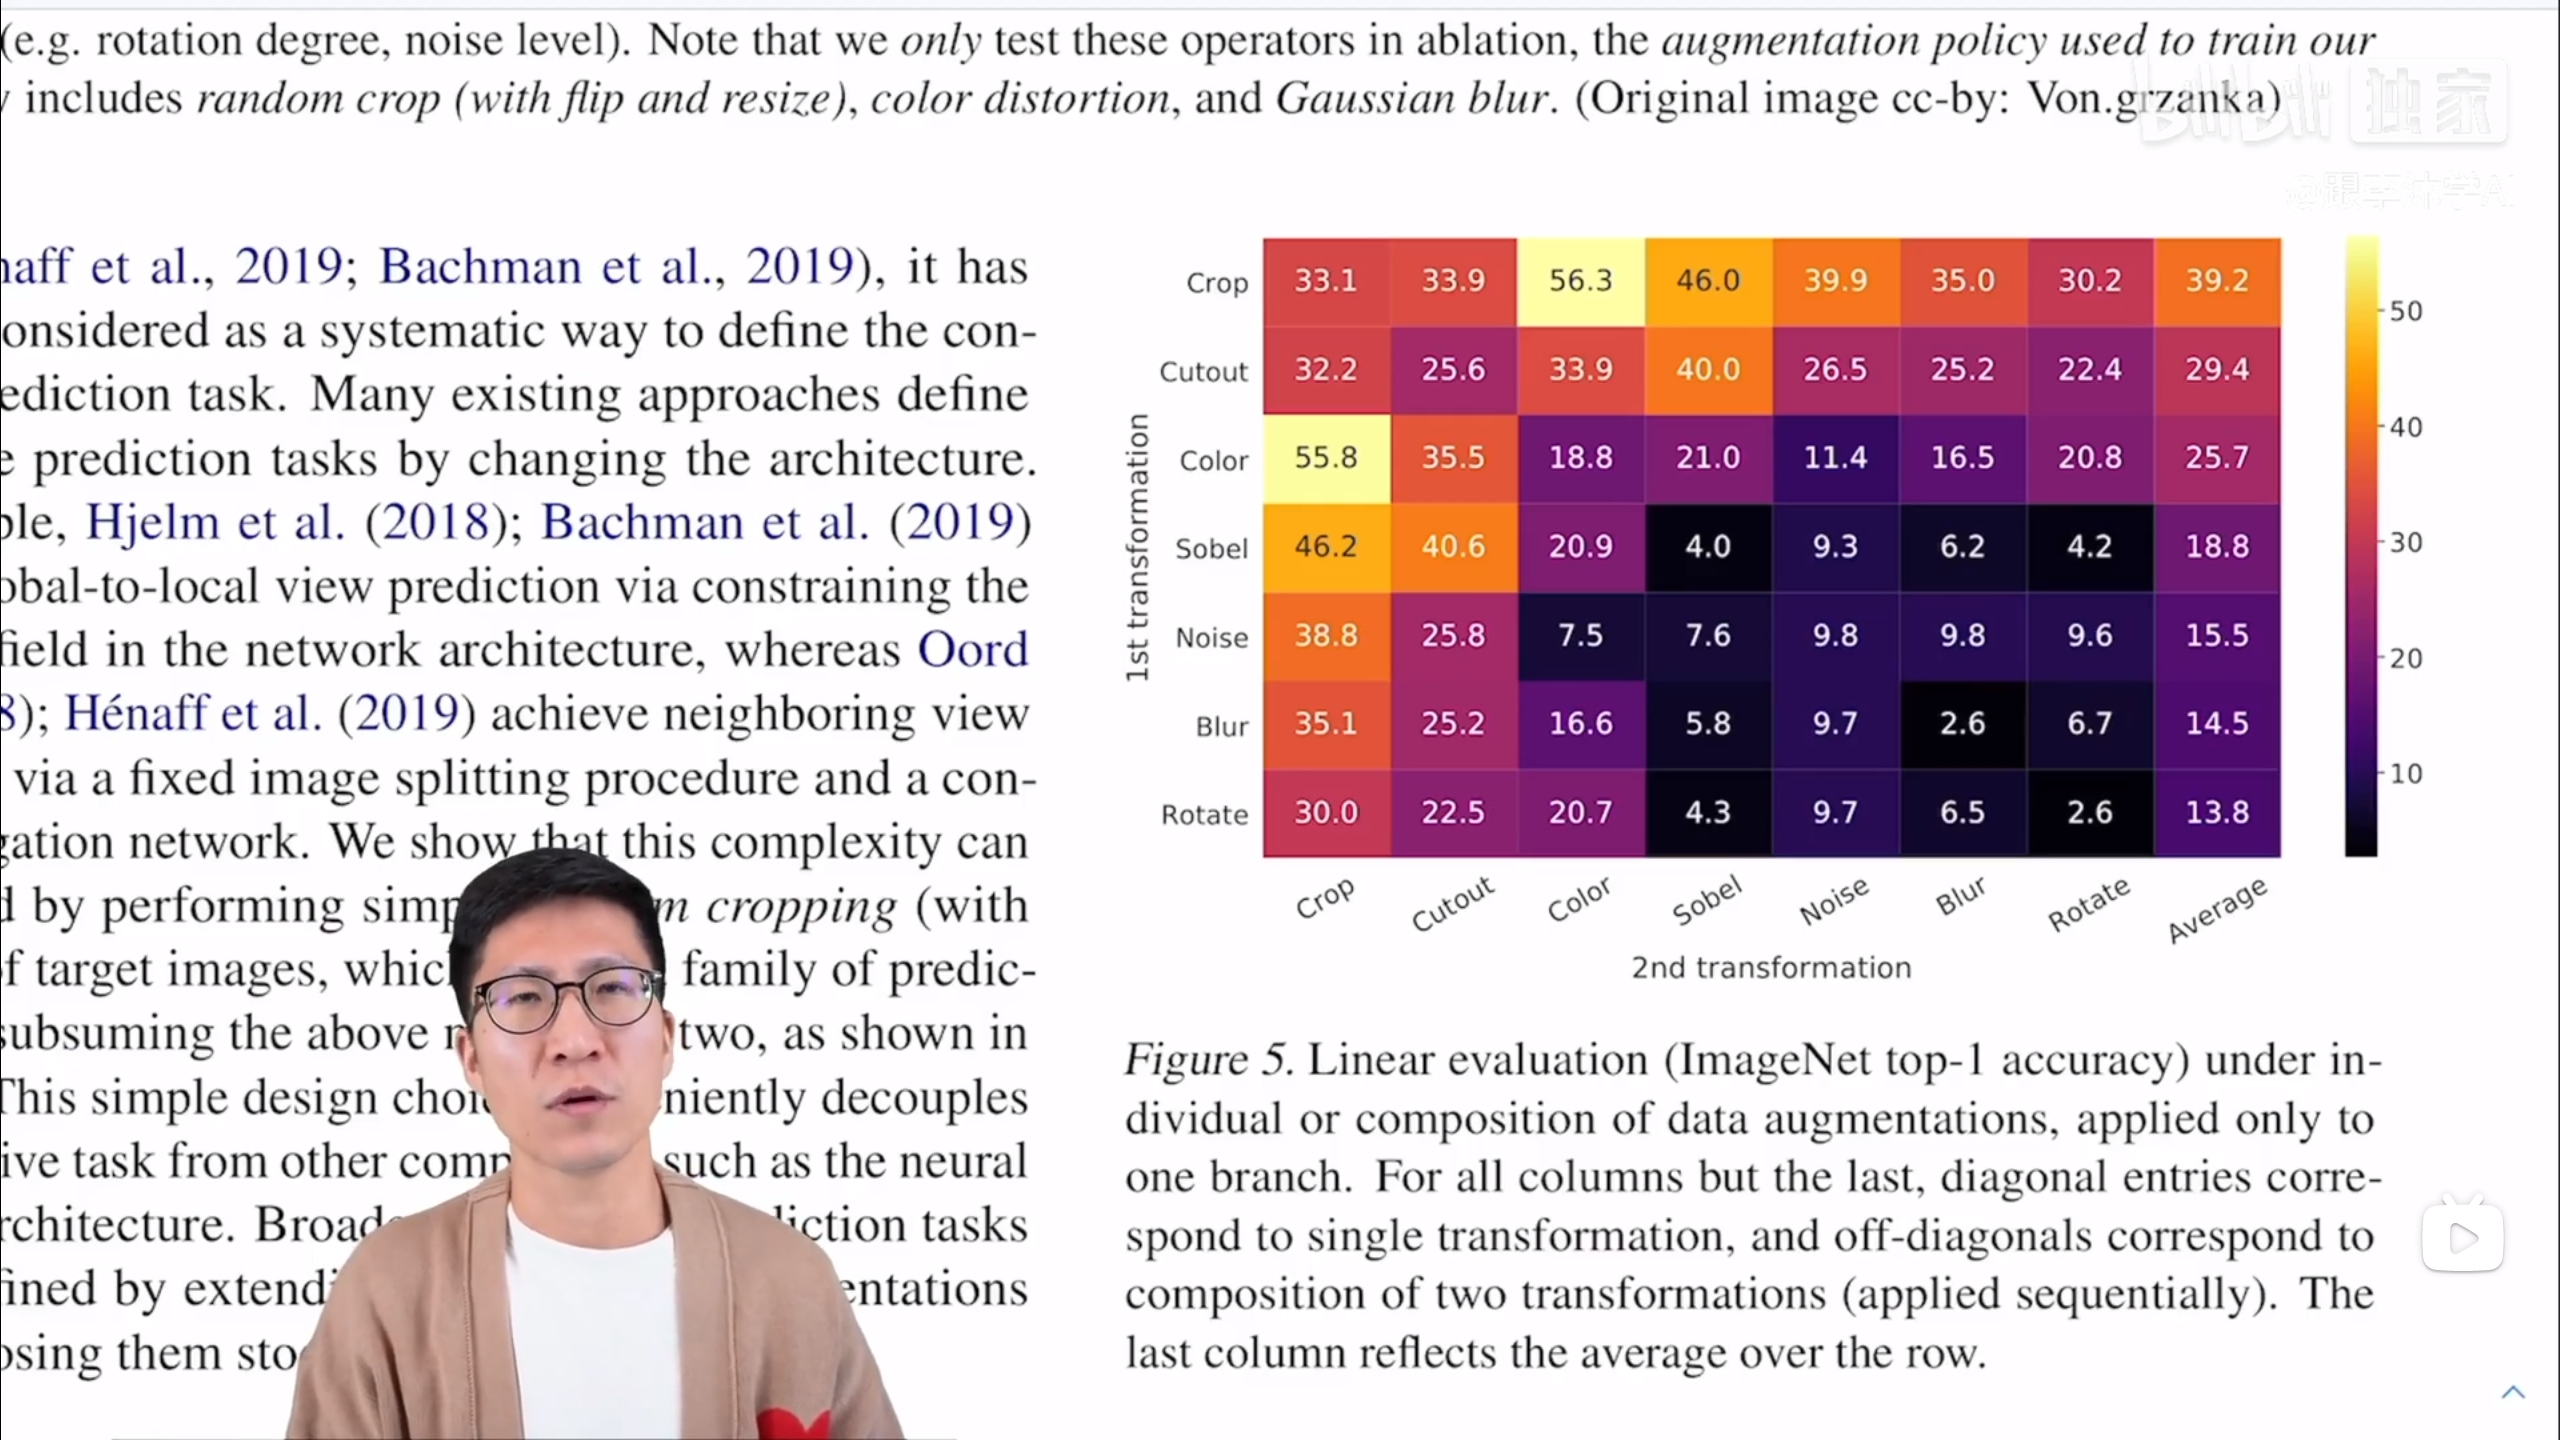 (e.g. rotation degree, noise level). Note that we only test these operators in ablation, the augmentation policy used to train our
includes random crop (with flip and resize), color distortion, and Gaussian blur. (Original image cc-by: Von.grzanka)
bilibili 独家
@跟李沐学AI
naff et al., 2019; Bachman et al., 2019), it has
onsidered as a systematic way to define the con-
ediction task. Many existing approaches define
e prediction tasks by changing the architecture.
ple, Hjelm et al. (2018); Bachman et al. (2019)
obal-to-local view prediction via constraining the
field in the network architecture, whereas Oord
8); Hénaff et al. (2019) achieve neighboring view
via a fixed image splitting procedure and a con-
gation network. We show that this complexity can
d by performing simp m cropping (with
f target images, whic family of predic-
subsuming the above two, as shown in
This simple design choi niently decouples
ive task from other comp such as the neural
rchitecture. Broad iction tasks
fined by extendi entations
osing them sto
1st transformation
Crop 33.1 33.9 56.3 46.0 39.9 35.0 30.2 39.2
Cutout 32.2 25.6 33.9 40.0 26.5 25.2 22.4 29.4
Color 55.8 35.5 18.8 21.0 11.4 16.5 20.8 25.7
Sobel 46.2 40.6 20.9 4.0 9.3 6.2 4.2 18.8
Noise 38.8 25.8 7.5 7.6 9.8 9.8 9.6 15.5
Blur 35.1 25.2 16.6 5.8 9.7 2.6 6.7 14.5
Rotate 30.0 22.5 20.7 4.3 9.7 6.5 2.6 13.8
Crop Cutout Color Sobel Noise Blur Rotate Average
2nd transformation
50
40
30
20
10
Figure 5. Linear evaluation (ImageNet top-1 accuracy) under in-
dividual or composition of data augmentations, applied only to
one branch. For all columns but the last, diagonal entries corre-
spond to single transformation, and off-diagonals correspond to
composition of two transformations (applied sequentially). The
last column reflects the average over the row.